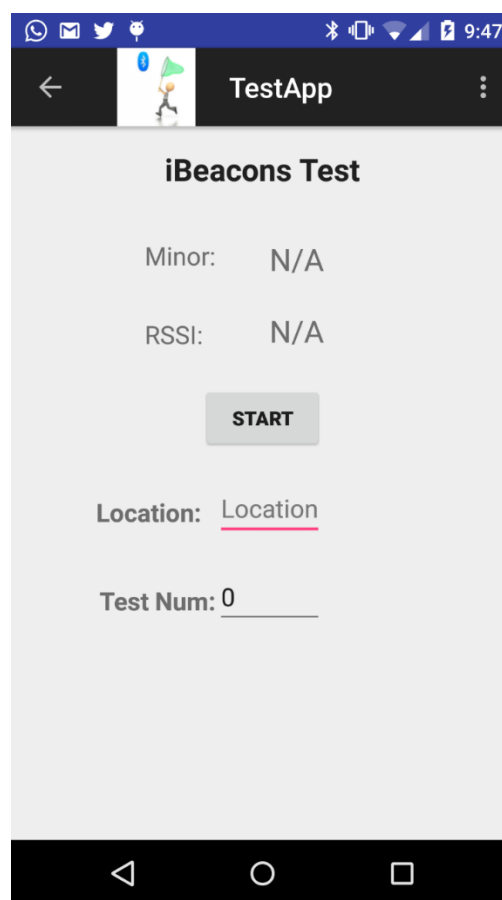 9:47
TestApp
iBeacons Test
Minor: N/A
RSSI: N/A
START
Location: Location
Test Num: 0